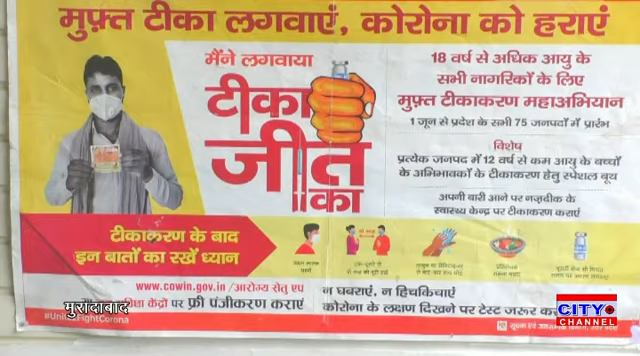 मुफ़्त टीका लगवाएं, कोरोना को हराएं
मैंने लगवाया
टीका
जीत
का
18 वर्ष से अधिक आयु के
सभी नागरिकों के लिए
मुफ़्त टीकाकरण महाअभियान
1 जून से प्रदेश के सभी 75 जनपदों में प्रारंभ
विशेष
प्रत्येक जनपद में 12 वर्ष से कम आयु के बच्चों
के अभिभावकों के टीकाकरण हेतु स्पेशल बूथ
अपनी बारी आने पर नज़दीक के
स्वास्थ्य केन्द्र पर टीकाकरण कराएं
टीकाकरण के बाद
इन बातों का रखें ध्यान
www.cowin.gov.in /आरोग्य सेतु एप
केंद्रों पर फ्री पंजीकरण कराएं
न घबराएं, न हिचकिचाएं
कोरोना के लक्षण दिखने पर टेस्ट जरूर
मुरादाबाद
FightCorona
CITY
CHANNEL